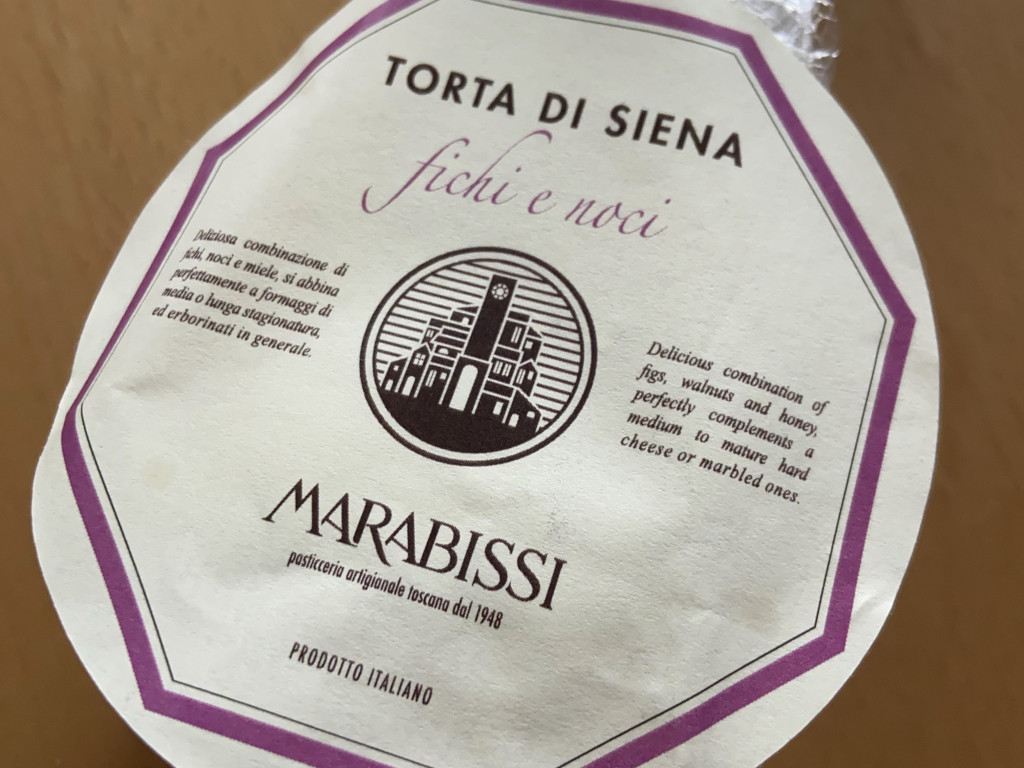 TORTA DI SIENA
fichi e noci
Deliziosa combinazione di
fichi, noci e miele, si abbina
perfettamente a formaggi di
media o lunga stagionatura,
ed erborinati in generale.
Delicious combination of
figs, walnuts and honey,
perfectly complements a
medium to mature hard
cheese or marbled ones.
MARABISSI
pasticceria artigianale toscana dal 1948
PRODOTTO ITALIANO